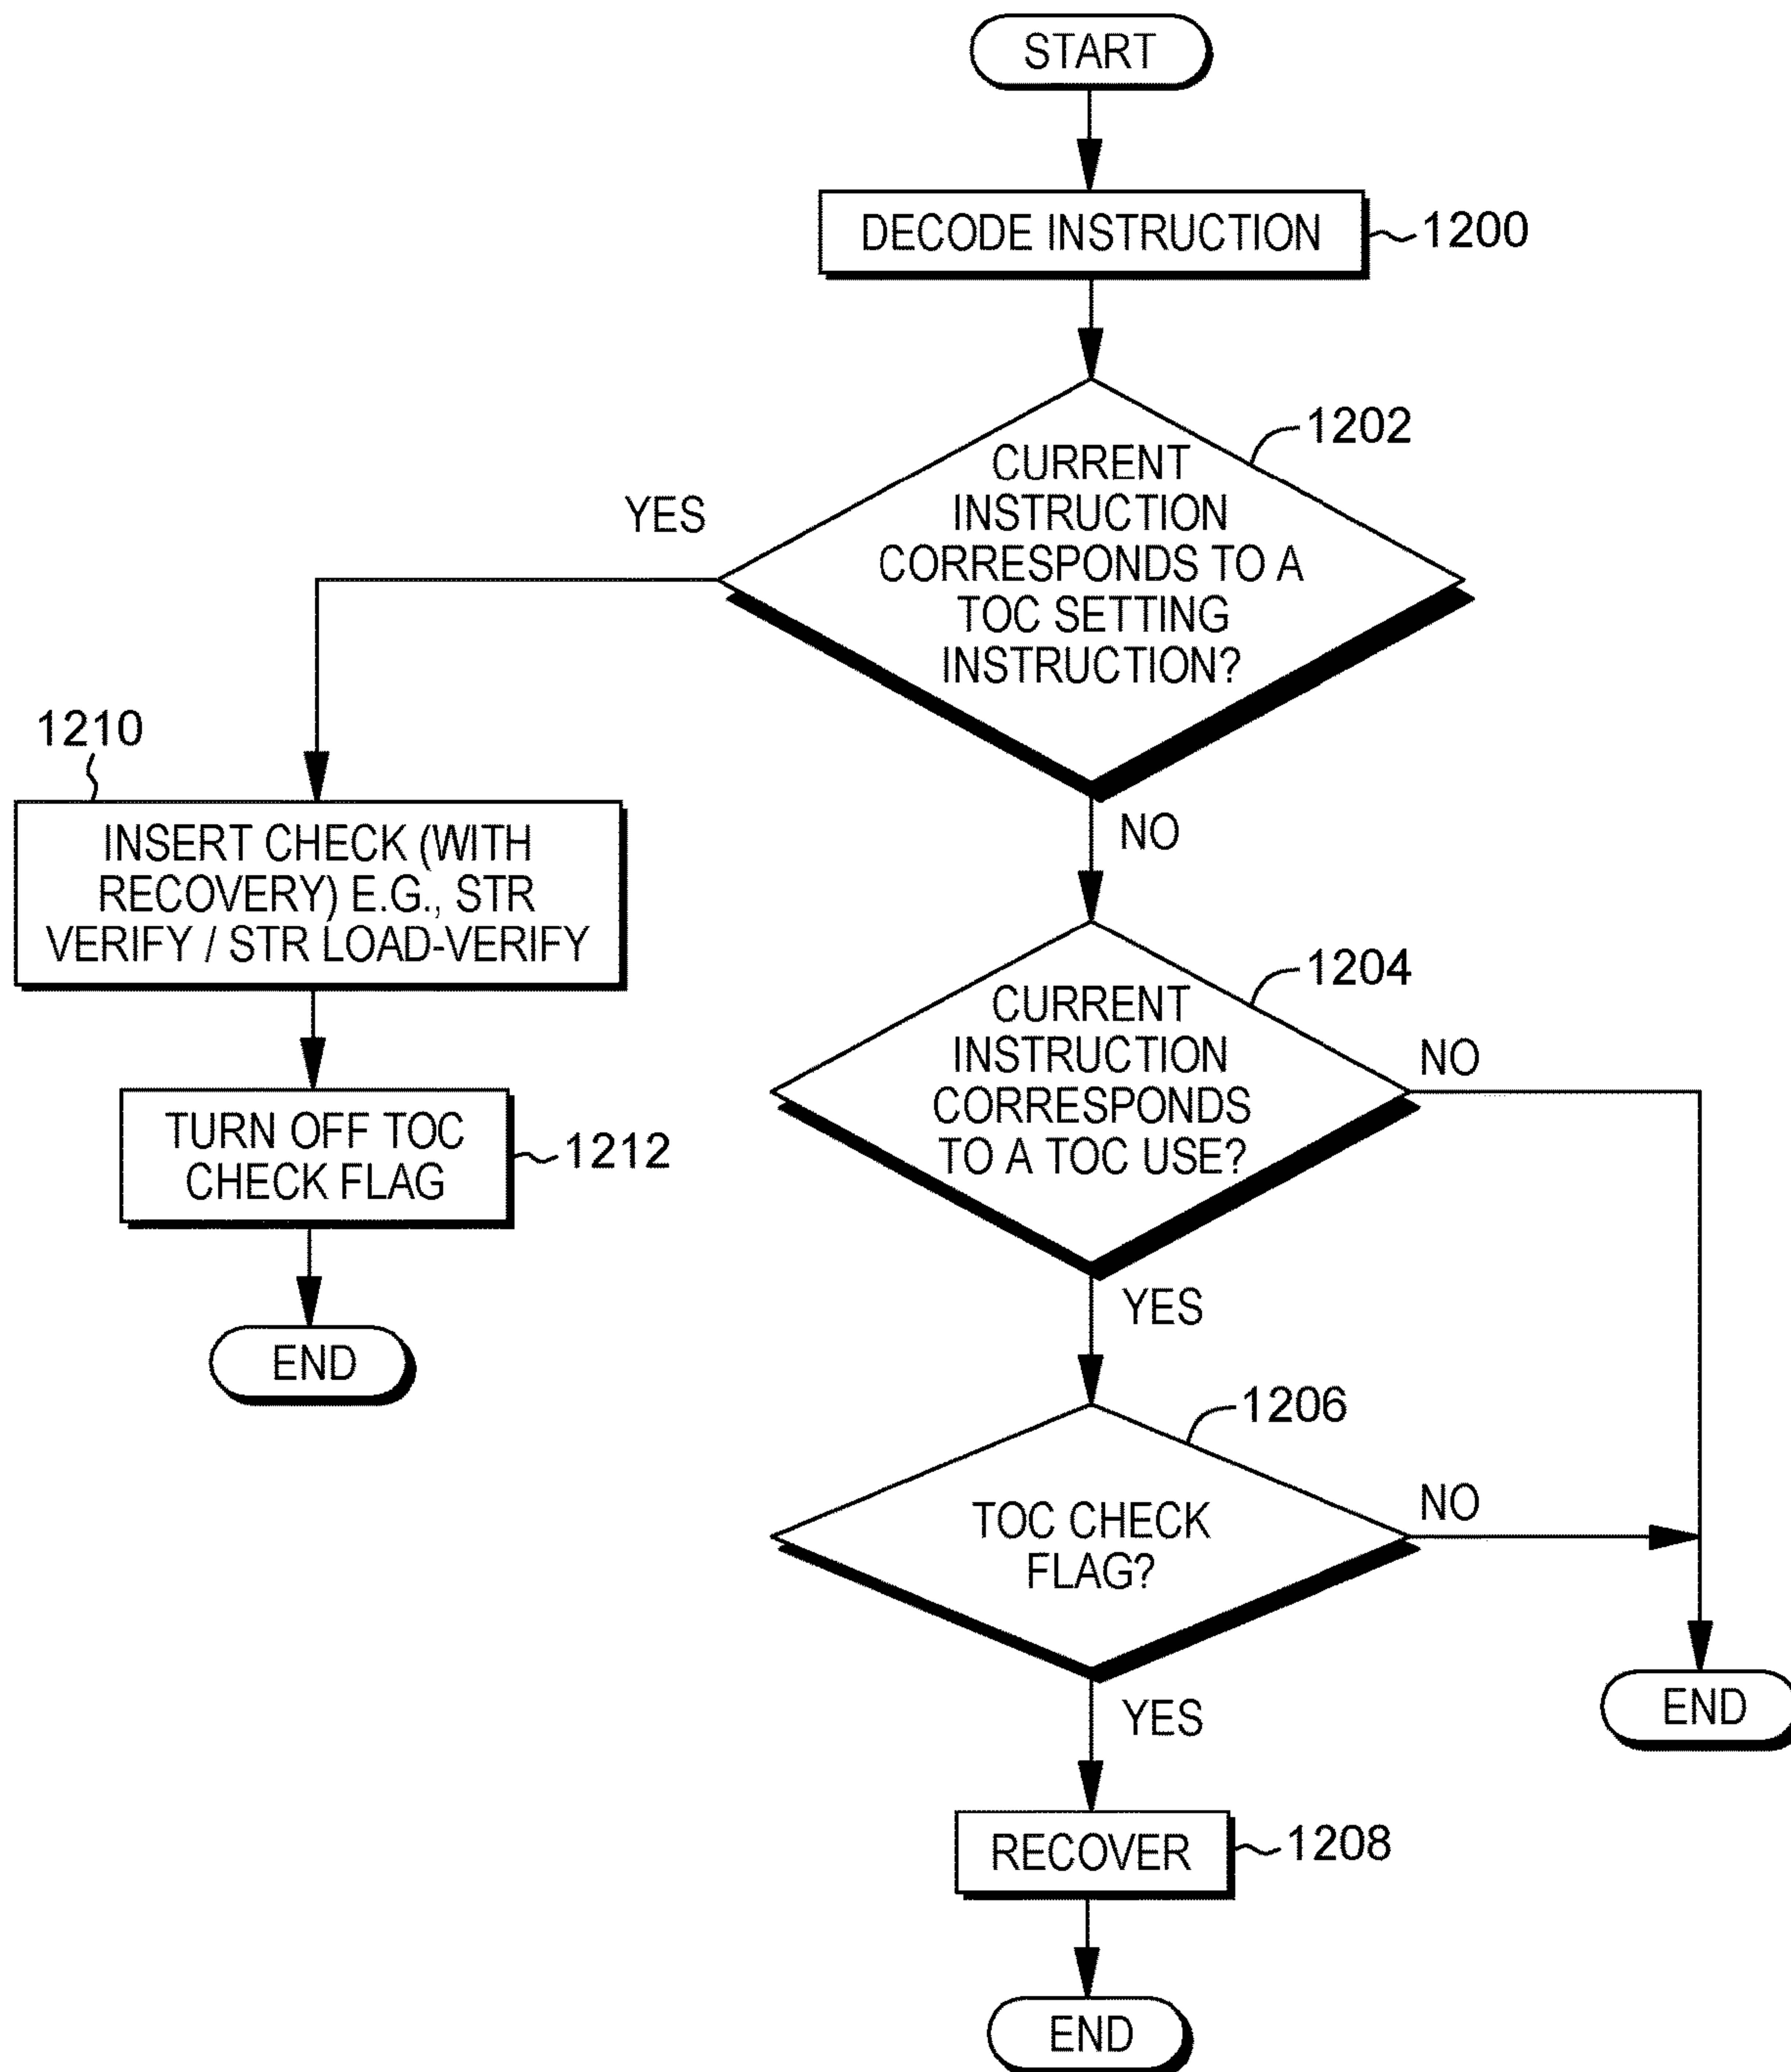 START
DECODE INSTRUCTION
1200
1202
CURRENT
INSTRUCTION
CORRESPONDS TO A
TOC SETTING
INSTRUCTION?
YES
NO
1210
INSERT CHECK (WITH
RECOVERY) E.G., STR
VERIFY / STR LOAD-VERIFY
TURN OFF TOC
CHECK FLAG
1212
END
1204
CURRENT
INSTRUCTION
CORRESPONDS
TO A TOC USE?
NO
YES
1206
TOC CHECK
FLAG?
NO
YES
END
RECOVER
1208
END